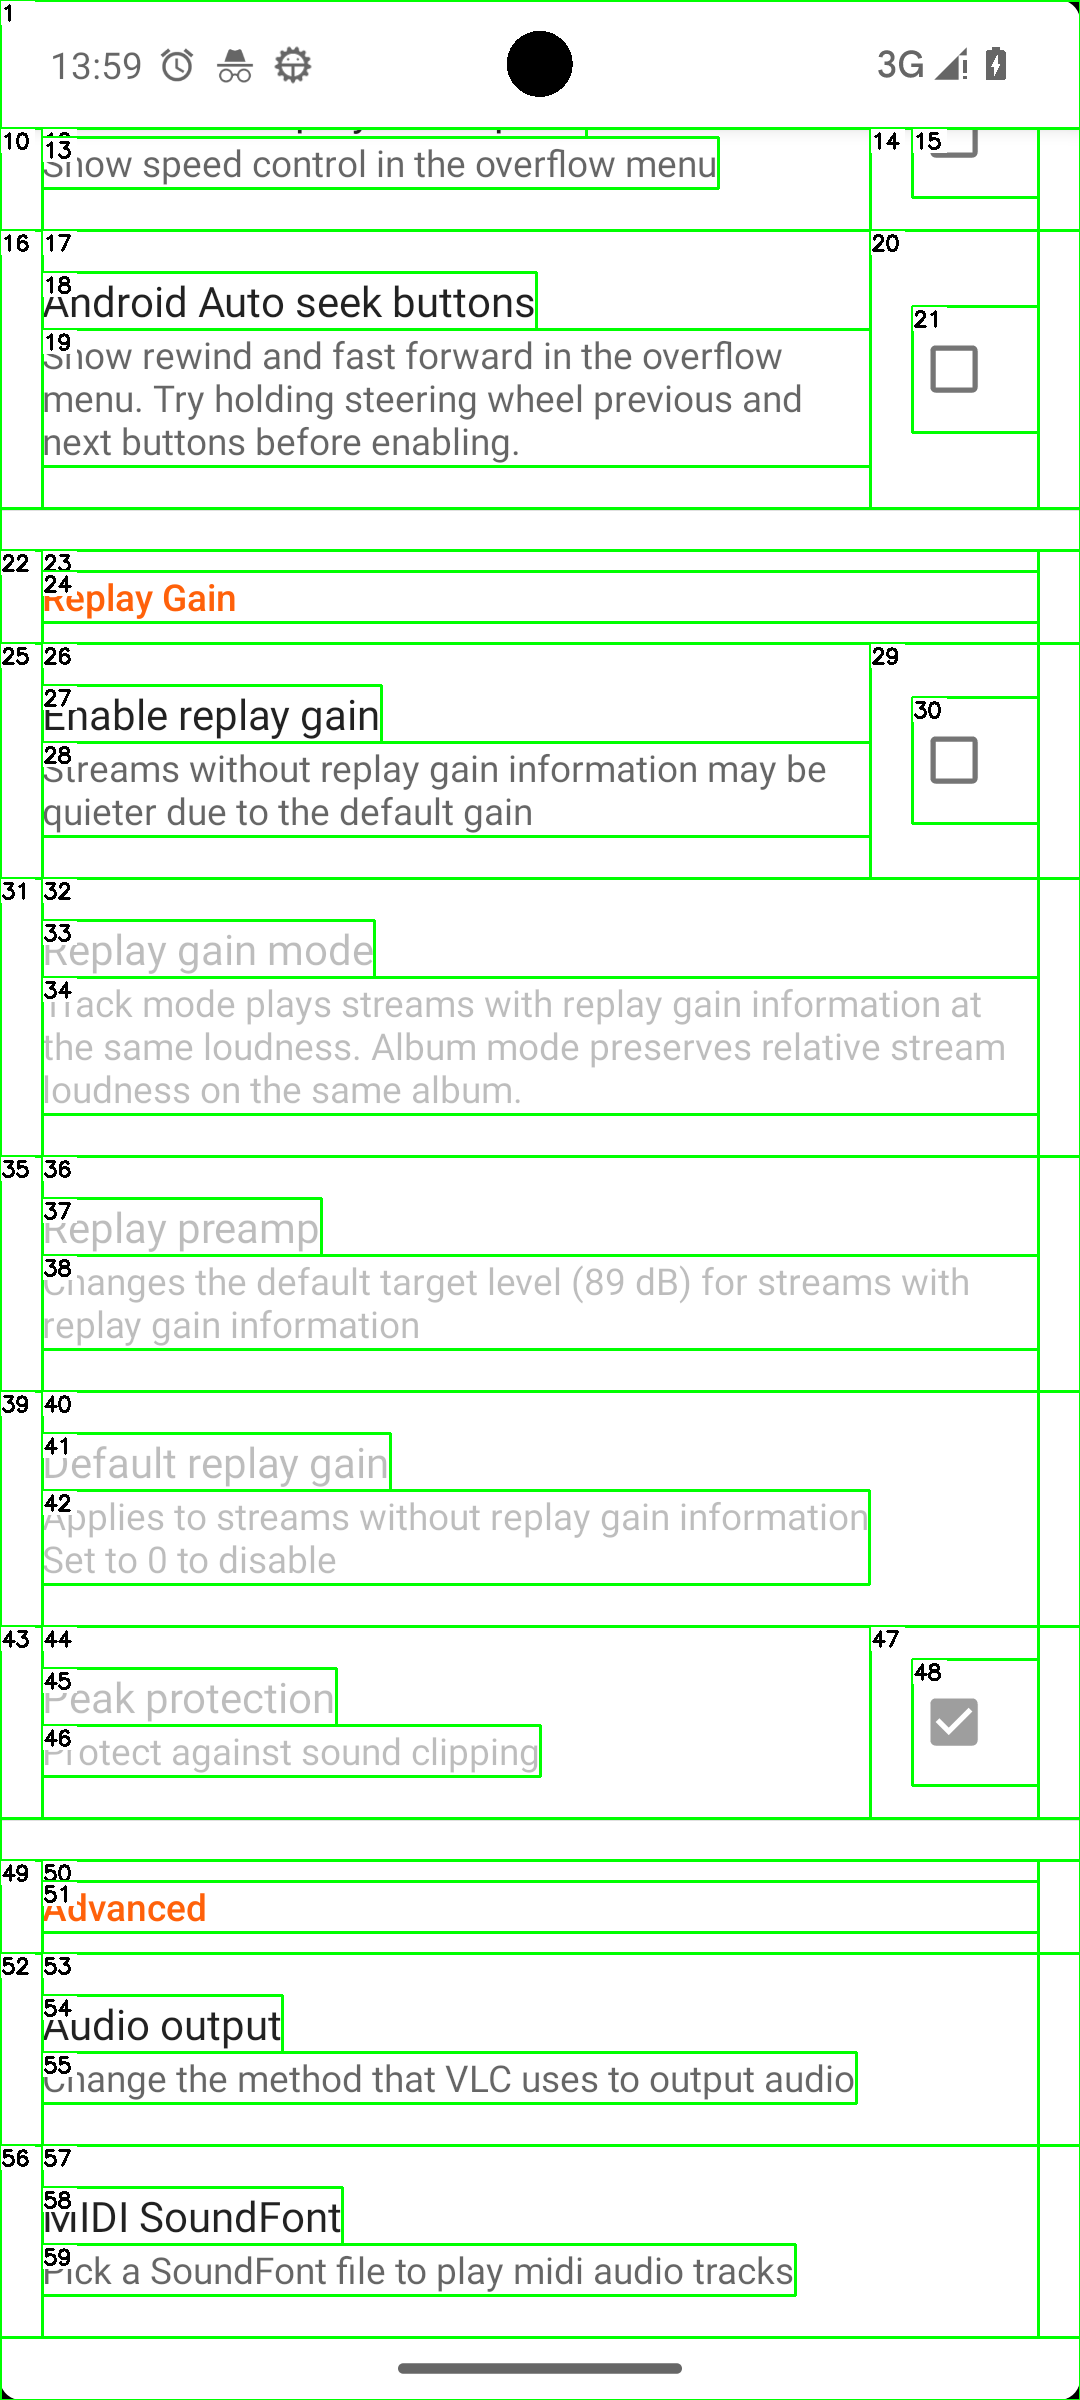 1
13:59
3G
10
13
Show speed control in the overflow menu
14
15
16
17
20
18
Android Auto seek buttons
21
19
Show rewind and fast forward in the overflow
menu. Try holding steering wheel previous and
next buttons before enabling.
22
23
24
Replay Gain
25
26
29
27
Enable replay gain
30
28
Streams without replay gain information may be
quieter due to the default gain
31
32
33
Replay gain mode
34
Track mode plays streams with replay gain information at
the same loudness. Album mode preserves relative stream
loudness on the same album.
35
36
37
Replay preamp
38
Changes the default target level (89 dB) for streams with
replay gain information
39
40
41
Default replay gain
42
Applies to streams without replay gain information
Set to 0 to disable
43
44
47
45
Peak protection
48
46
Protect against sound clipping
49
50
51
Advanced
52
53
54
Audio output
55
Change the method that VLC uses to output audio
56
57
58
MIDI SoundFont
59
Pick a SoundFont file to play midi audio tracks